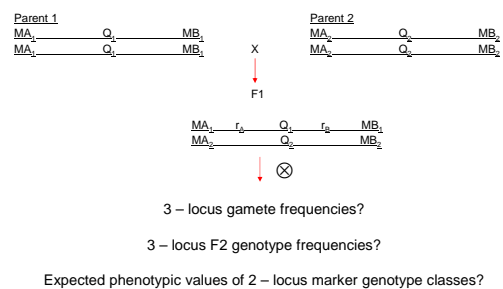 Parent 1 Parent 2
MA1 Q1 MB1 MA2 Q2 MB2
MA1 Q1 MB1 X MA2 Q2 MB2
F1
MA1 rA Q1 rB MB1
MA2 Q2 MB2
⊗
3 – locus gamete frequencies?
3 – locus F2 genotype frequencies?
Expected phenotypic values of 2 – locus marker genotype classes?